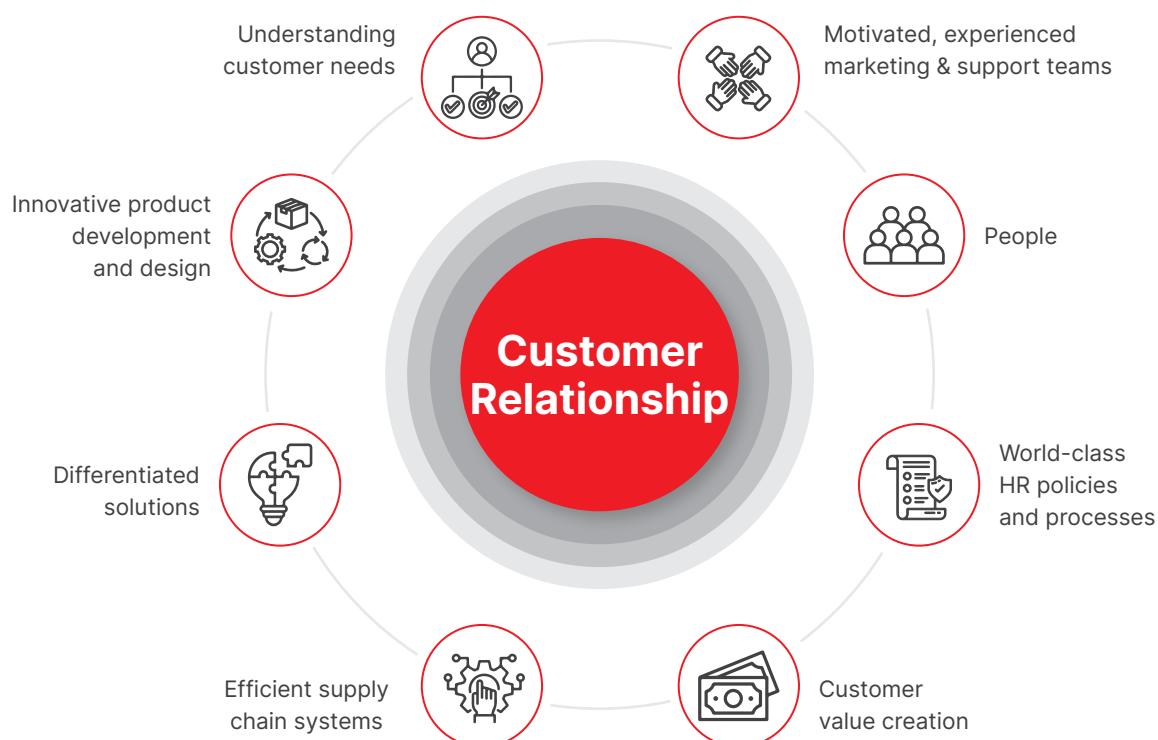 Understanding
customer needs
Motivated, experienced
marketing & support teams
Innovative product
development
and design
People
Customer
Relationship
Differentiated
solutions
World-class
HR policies
and processes
Efficient supply
chain systems
Customer
value creation